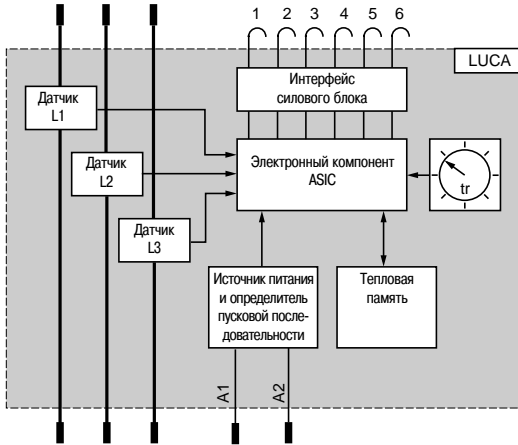 1 2 3 4 5 6
LUCA
Интерфейс
силового блока
Датчик
L1
Датчик
L2
Датчик
L3
Электронный компонент
ASIC
tr
Источник питания
и определитель
пусковой после-
довательности
Тепловая
память
A1
A2